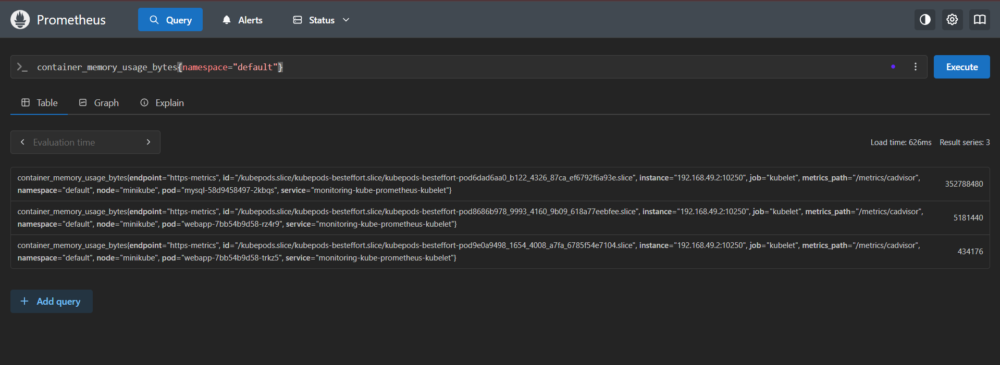 Prometheus
Query
Alerts
Status
container_memory_usage_bytes{namespace="default"}
Execute
Table
Graph
Explain
Evaluation time
Load time: 626ms
Result series: 3
container_memory_usage_bytes{endpoint="https-metrics", id="/kubepods.slice/kubepods-besteffort.slice/kubepods-besteffort-pod6dad6aa0_b122_4326_87ca_ef6792f6a93e.slice", instance="192.168.49.2:10250", job="kubelet", metrics_path="/metrics/cadvisor",
namespace="default", node="minikube", pod="mysql-58d9458497-2kbqs", service="monitoring-kube-prometheus-kubelet"}
352788480
container_memory_usage_bytes{endpoint="https-metrics", id="/kubepods.slice/kubepods-besteffort.slice/kubepods-besteffort-pod8686b978_9993_4160_9b09_618a77eebfee.slice", instance="192.168.49.2:10250", job="kubelet", metrics_path="/metrics/cadvisor",
namespace="default", node="minikube", pod="webapp-7bb54b9d58-rz4r9", service="monitoring-kube-prometheus-kubelet"}
5181440
container_memory_usage_bytes{endpoint="https-metrics", id="/kubepods.slice/kubepods-besteffort.slice/kubepods-besteffort-pod9e0a9498_1654_4008_a7fa_6785f54e7104.slice", instance="192.168.49.2:10250", job="kubelet", metrics_path="/metrics/cadvisor",
namespace="default", node="minikube", pod="webapp-7bb54b9d58-trkz5", service="monitoring-kube-prometheus-kubelet"}
434176
Add query